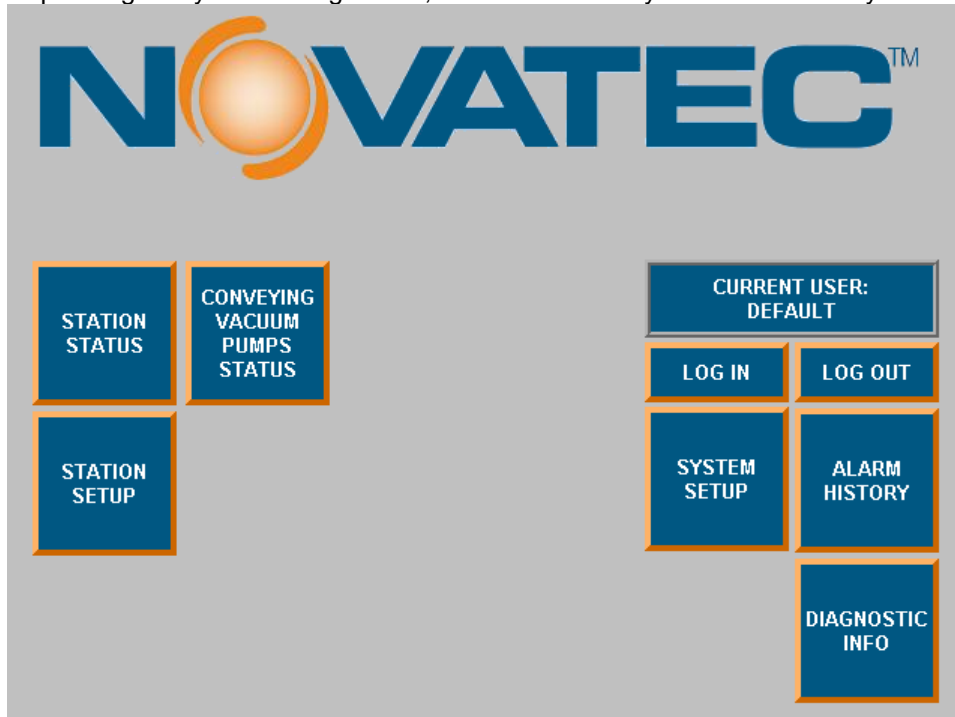 NOVATEC™
STATION
STATUS
CONVEYING
VACUUM
PUMPS
STATUS
CURRENT USER:
DEFAULT
LOG IN
LOG OUT
STATION
SETUP
SYSTEM
SETUP
ALARM
HISTORY
DIAGNOSTIC
INFO